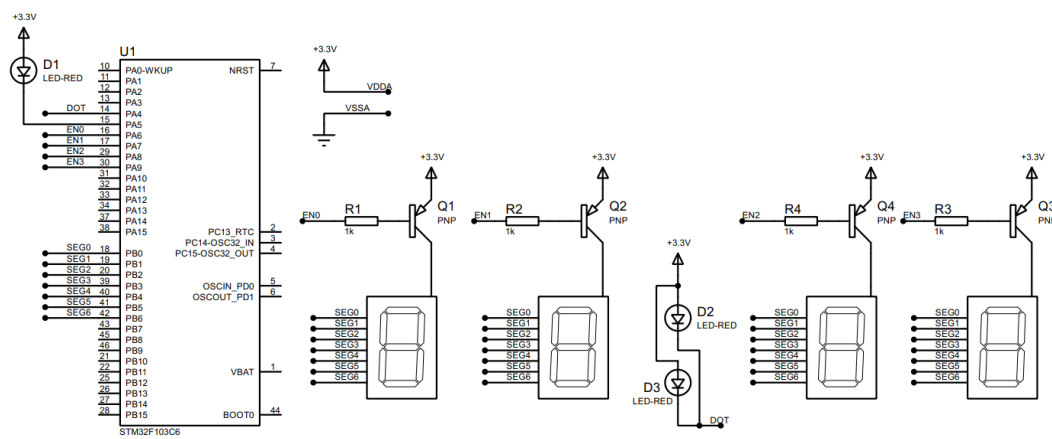 +3.3V
D1
LED-RED
U1
10 PA0-WKUP NRST 7
11 PA1
12 PA2
13 PA3
DOT 14 PA4
15 PA5
EN0 16 PA6
EN1 17 PA7
EN2 29 PA8
EN3 30 PA9
31 PA10
32 PA11
33 PA12
34 PA13
37 PA14
38 PA15
PC13_RTC 2
PC14-OSC32_IN 3
PC15-OSC32_OUT 4
SEG0 18 PB0
SEG1 19 PB1
SEG2 20 PB2
SEG3 39 PB3 OSCIN_PD0 5
SEG4 40 PB4 OSCOUT_PD1 6
SEG5 41 PB5
SEG6 42 PB6
43 PB7
45 PB8
46 PB9
21 PB10
22 PB11 VBAT 1
25 PB12
26 PB13
27 PB14
28 PB15 BOOT0 44
STM32F103C6
+3.3V
VDDA
VSSA
+3.3V
EN0 R1 1k
Q1
PNP
SEG0
SEG1
SEG2
SEG3
SEG4
SEG5
SEG6
+3.3V
EN1 R2 1k
Q2
PNP
SEG0
SEG1
SEG2
SEG3
SEG4
SEG5
SEG6
+3.3V
D2
LED-RED
D3
LED-RED
DOT
+3.3V
EN2 R4 1k
Q4
PNP
SEG0
SEG1
SEG2
SEG3
SEG4
SEG5
SEG6
+3.3V
EN3 R3 1k
Q3
PNP
SEG0
SEG1
SEG2
SEG3
SEG4
SEG5
SEG6